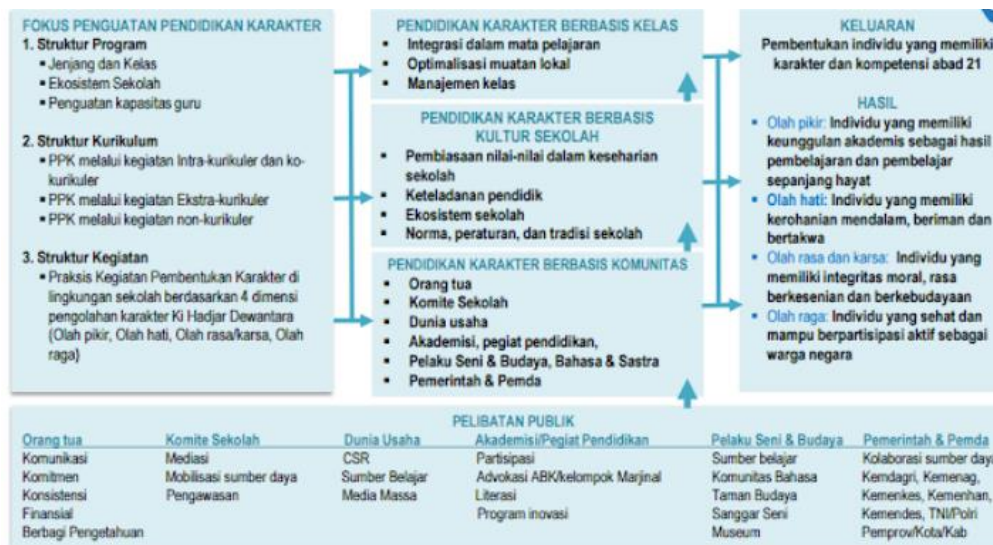 FOKUS PENGUATAN PENDIDIKAN KARAKTER
1. Struktur Program
▪ Jenjang dan Kelas
▪ Ekosistem Sekolah
▪ Penguatan kapasitas guru
2. Struktur Kurikulum
▪ PPK melalui kegiatan Intra-kurikuler dan ko-
kurikuler
▪ PPK melalui kegiatan Ekstra-kurikuler
▪ PPK melalui kegiatan non-kurikuler
3. Struktur Kegiatan
▪ Praksis Kegiatan Pembentukan Karakter di
lingkungan sekolah berdasarkan 4 dimensi
pengolahan karakter Ki Hadjar Dewantara
(Olah pikir, Olah hati, Olah rasa/karsa, Olah
raga)
PENDIDIKAN KARAKTER BERBASIS KELAS
▪ Integrasi dalam mata pelajaran
▪ Optimalisasi muatan lokal
▪ Manajemen kelas
PENDIDIKAN KARAKTER BERBASIS
KULTUR SEKOLAH
▪ Pembiasaan nilai-nilai dalam keseharian
sekolah
▪ Keteladanan pendidik
▪ Ekosistem sekolah
▪ Norma, peraturan, dan tradisi sekolah
PENDIDIKAN KARAKTER BERBASIS KOMUNITAS
▪ Orang tua
▪ Komite Sekolah
▪ Dunia usaha
▪ Akademisi, pegiat pendidikan,
▪ Pelaku Seni & Budaya, Bahasa & Sastra
▪ Pemerintah & Pemda
KELUARAN
Pembentukan individu yang memiliki
karakter dan kompetensi abad 21
HASIL
▪ Olah pikir: Individu yang memiliki
keunggulan akademis sebagai hasil
pembelajaran dan pembelajar
sepanjang hayat
▪ Olah hati: Individu yang memiliki
kerohanian mendalam, beriman dan
bertakwa
▪ Olah rasa dan karsa: Individu yang
memiliki integritas moral, rasa
berkesenian dan berkebudayaan
▪ Olah raga: Individu yang sehat dan
mampu berpartisipasi aktif sebagai
warga negara
PELIBATAN PUBLIK
Orang tua
Komunikasi
Komitmen
Konsistensi
Finansial
Berbagi Pengetahuan
Komite Sekolah
Mediasi
Mobilisasi sumber daya
Pengawasan
Dunia Usaha
CSR
Sumber Belajar
Media Massa
Akademisi/Pegiat Pendidikan
Partisipasi
Advokasi ABK/kelompok Marjinal
Literasi
Program inovasi
Pelaku Seni & Budaya
Sumber belajar
Komunitas Bahasa
Taman Budaya
Sanggar Seni
Museum
Pemerintah & Pemda
Kolaborasi sumber daya
Kemdagri, Kemenag,
Kemenkes, Kemenhan,
Kemendes, TNI/Polri
Pemprov/Kota/Kab